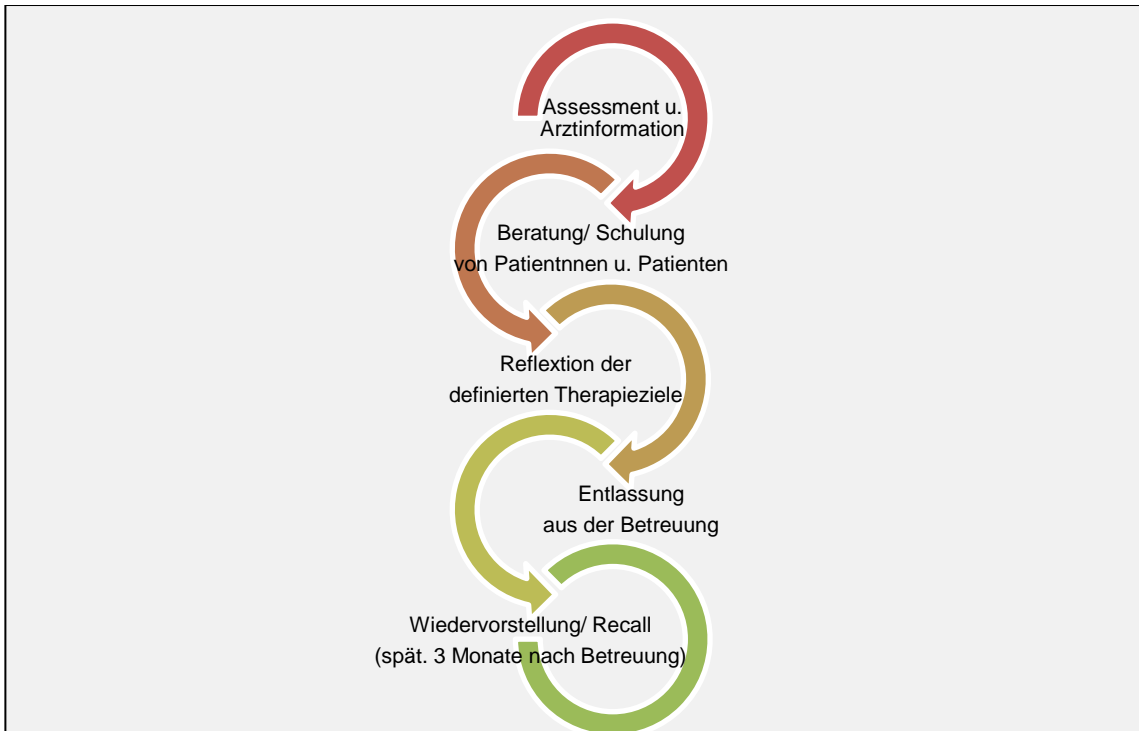 Assessment u.
Arztinformation
Beratung/ Schulung
von Patientnnen u. Patienten
Reflextion der
definierten Therapieziele
Entlassung
aus der Betreuung
Wiedervorstellung/ Recall
(spät. 3 Monate nach Betreuung)